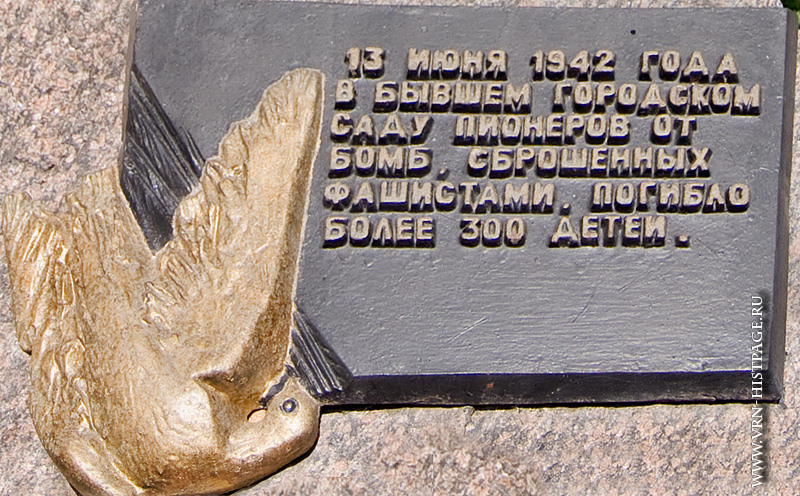 13 ИЮНЯ 1942 ГОДА
В БЫВШЕМ ГОРОДСКОМ
САДУ ПИОНЕРОВ ОТ
БОМБ, СБРОШЕННЫХ
ФАШИСТАМИ, ПОГИБЛО
БОЛЕЕ 300 ДЕТЕЙ.
WWW.VRN-HISTPAGE.RU